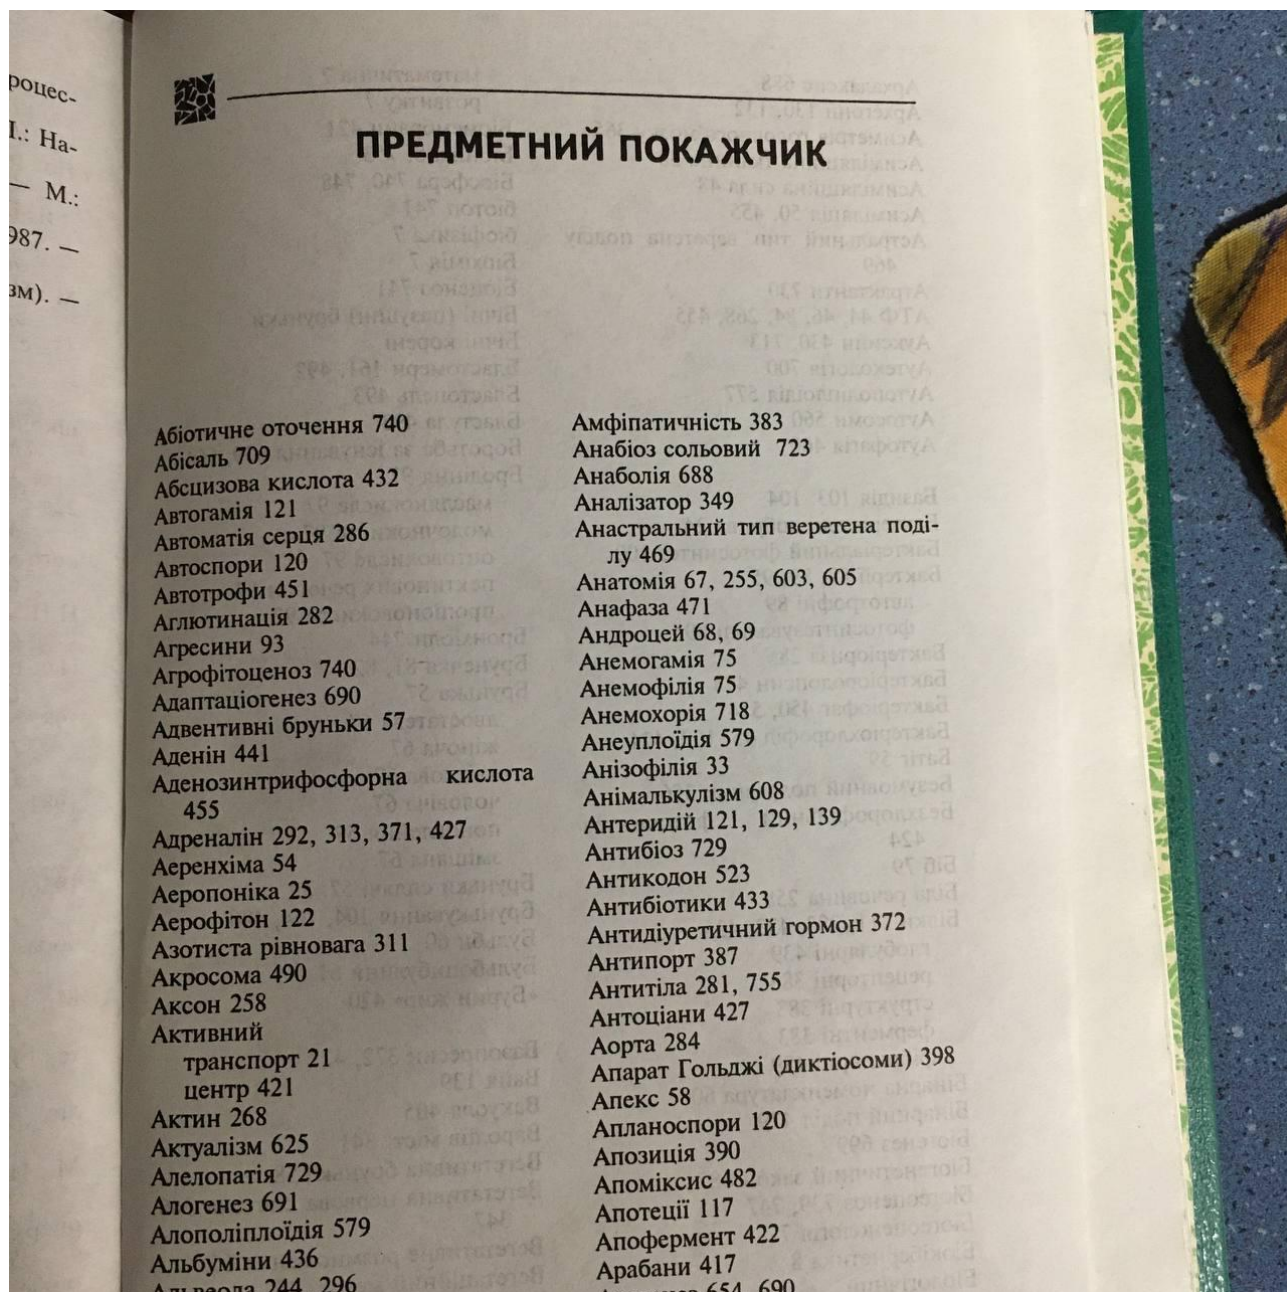 роцес-
І.: На-
— М.:
987. —
зм). —
ПРЕДМЕТНИЙ ПОКАЖЧИК
Абіотичне оточення 740
Абісаль 709
Абсцизова кислота 432
Автогамія 121
Автоматія серця 286
Автоспори 120
Автотрофи 451
Аглютинація 282
Агресини 93
Агрофітоценоз 740
Адаптаціогенез 690
Адвентивні бруньки 57
Аденін 441
Аденозинтрифосфорна кислота
455
Адреналін 292, 313, 371, 427
Аеренхіма 54
Аеропоніка 25
Аерофітон 122
Азотиста рівновага 311
Акросома 490
Аксон 258
Активний
транспорт 21
центр 421
Актин 268
Актуалізм 625
Алелопатія 729
Алогенез 691
Алополіплоїдія 579
Альбуміни 436
Альвеола 244, 296
Амфіпатичність 383
Анабіоз сольовий 723
Анаболія 688
Аналізатор 349
Анастральний тип веретена поді-
лу 469
Анатомія 67, 255, 603, 605
Анафаза 471
Андроцей 68, 69
Анемогамія 75
Анемофілія 75
Анемохорія 718
Анеуплоїдія 579
Анізофілія 33
Анімалькулізм 608
Антеридій 121, 129, 139
Антибіоз 729
Антикодон 523
Антибіотики 433
Антидіуретичний гормон 372
Антипорт 387
Антитіла 281, 755
Антоціани 427
Аорта 284
Апарат Гольджі (диктіосоми) 398
Апекс 58
Апланоспори 120
Апозиція 390
Апоміксис 482
Апотеції 117
Апофермент 422
Арабани 417
654, 690